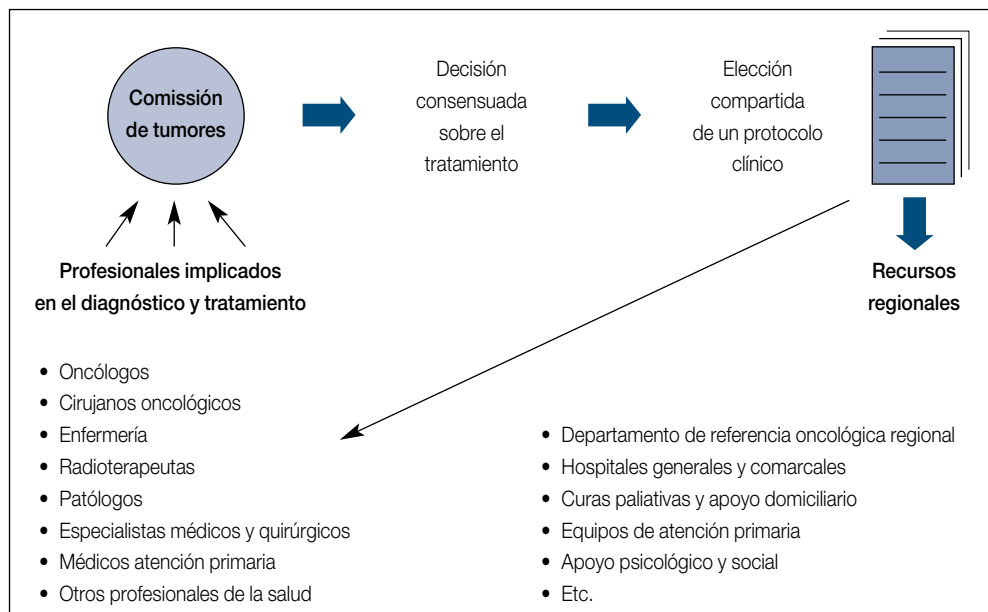 Comissión
de tumores
Decisión
consensuada
sobre el
tratamiento
Elección
compartida
de un protocolo
clínico
Profesionales implicados
en el diagnóstico y tratamiento
Recursos
regionales
• Oncólogos
• Cirujanos oncológicos
• Enfermería
• Radioterapeutas
• Patólogos
• Especialistas médicos y quirúrgicos
• Médicos atención primaria
• Otros profesionales de la salud
• Departamento de referencia oncológica regional
• Hospitales generales y comarcales
• Curas paliativas y apoyo domiciliario
• Equipos de atención primaria
• Apoyo psicológico y social
• Etc.